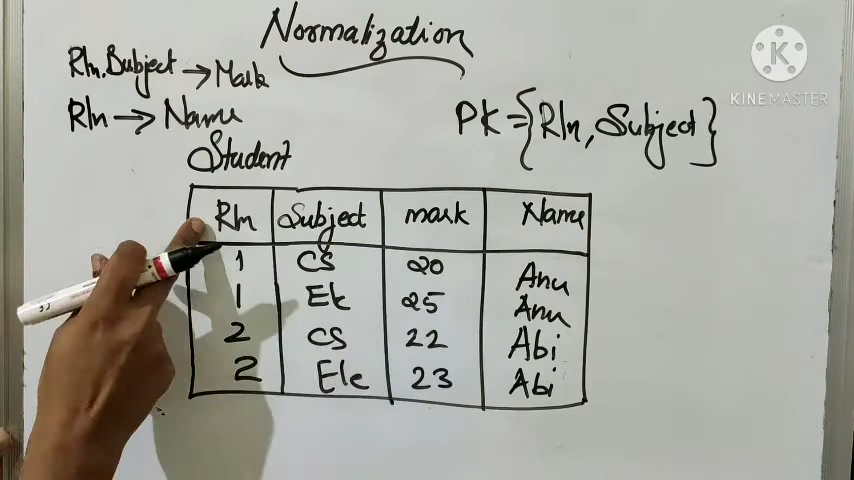 Normalization
Rln, Subject → Mark
Rln → Name
PK = {Rln, Subject}
Student
Rln Subject mark Name
1 CS 20 Anu
1 Ele 25 Anu
2 CS 22 Abi
2 Ele 23 Abi
K
KINEMASTER